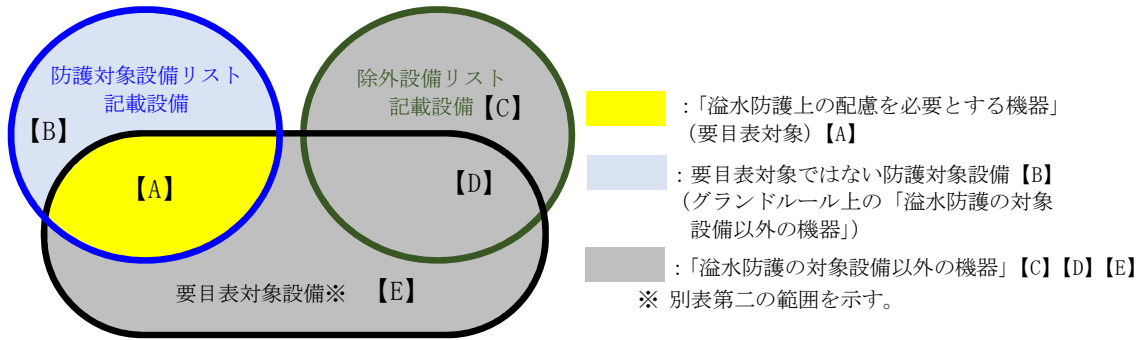 防護対象設備リスト
記載設備
【B】
【A】
除外設備リスト
記載設備【C】
【D】
要目表対象設備※ 【E】
:「溢水防護上の配慮を必要とする機器」
(要目表対象)【A】
:要目表対象ではない防護対象設備【B】
(グランドルール上の「溢水防護の対象
設備以外の機器」)
:「溢水防護の対象設備以外の機器」【C】【D】【E】
※ 別表第二の範囲を示す。